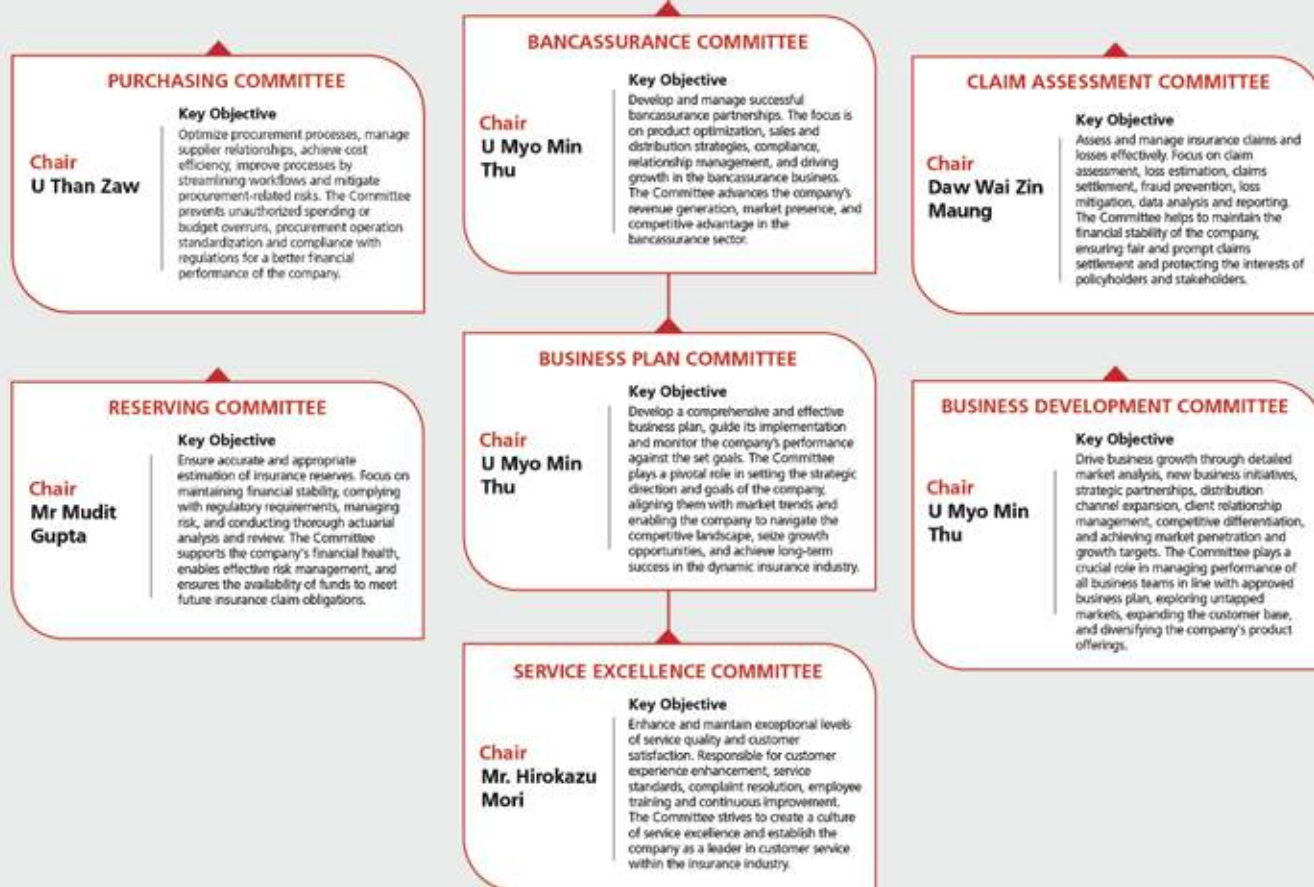 PURCHASING COMMITTEE
Chair
U Than Zaw
Key Objective
Optimize procurement processes, manage
supplier relationships, achieve cost
efficiency, improve processes by
streamlining workflows and mitigate
procurement-related risks. The Committee
prevents unauthorized spending or
budget overruns, procurement operation
standardization and compliance with
regulations for a better financial
performance of the company.
BANCASSURANCE COMMITTEE
Chair
U Myo Min
Thu
Key Objective
Develop and manage successful
bancassurance partnerships. The focus is
on product optimization, sales and
distribution strategies, compliance,
relationship management, and driving
growth in the bancassurance business.
The Committee advances the company's
revenue generation, market presence, and
competitive advantage in the
bancassurance sector.
CLAIM ASSESSMENT COMMITTEE
Chair
Daw Wai Zin
Maung
Key Objective
Assess and manage insurance claims and
losses effectively. Focus on claim
assessment, loss estimation, claims
settlement, fraud prevention, loss
mitigation, data analysis and reporting.
The Committee helps to maintain the
financial stability of the company,
ensuring fair and prompt claims
settlement and protecting the interests of
policyholders and stakeholders.
RESERVING COMMITTEE
Chair
Mr Mudit
Gupta
Key Objective
Ensure accurate and appropriate
estimation of insurance reserves. Focus on
maintaining financial stability, complying
with regulatory requirements, managing
risk, and conducting thorough actuarial
analysis and review. The Committee
supports the company's financial health,
enables effective risk management, and
ensures the availability of funds to meet
future insurance claim obligations.
BUSINESS PLAN COMMITTEE
Chair
U Myo Min
Thu
Key Objective
Develop a comprehensive and effective
business plan, guide its implementation
and monitor the company's performance
against the set goals. The Committee
plays a pivotal role in setting the strategic
direction and goals of the company,
aligning them with market trends and
enabling the company to navigate the
competitive landscape, seize growth
opportunities, and achieve long-term
success in the dynamic insurance industry.
BUSINESS DEVELOPMENT COMMITTEE
Chair
U Myo Min
Thu
Key Objective
Drive business growth through detailed
market analysis, new business initiatives,
strategic partnerships, distribution
channel expansion, client relationship
management, competitive differentiation,
and achieving market penetration and
growth targets. The Committee plays a
crucial role in managing performance of
all business teams in line with approved
business plan, exploring untapped
markets, expanding the customer base,
and diversifying the company's product
offerings.
SERVICE EXCELLENCE COMMITTEE
Chair
Mr. Hirokazu
Mori
Key Objective
Enhance and maintain exceptional levels
of service quality and customer
satisfaction. Responsible for customer
experience enhancement, service
standards, complaint resolution, employee
training and continuous improvement.
The Committee strives to create a culture
of service excellence and establish the
company as a leader in customer service
within the insurance industry.